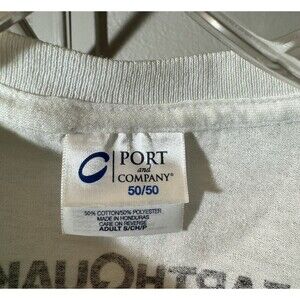 PORT
and
COMPANY®
50/50
50% COTTON/50% POLYESTER
MADE IN HONDURAS
CARE ON REVERSE
ADULT S/CH/P